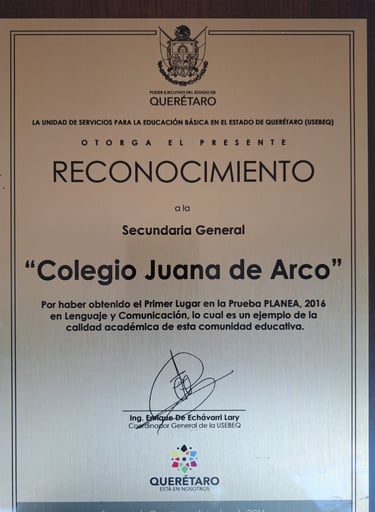 PODER EJECUTIVO DEL ESTADO DE
QUERÉTARO
LA UNIDAD DE SERVICIOS PARA LA EDUCACIÓN BÁSICA EN EL ESTADO DE QUERÉTARO (USEBEQ)
OTORGA EL PRESENTE
RECONOCIMIENTO
a la
Secundaria General
“Colegio Juana de Arco”
Por haber obtenido el Primer Lugar en la Prueba PLANEA, 2016
en Lenguaje y Comunicación, lo cual es un ejemplo de la
calidad académica de esta comunidad educativa.
Ing. Enrique De Echávarri Lary
Coordinador General de la USEBEQ
QUERÉTARO
ESTÁ EN NOSOTROS